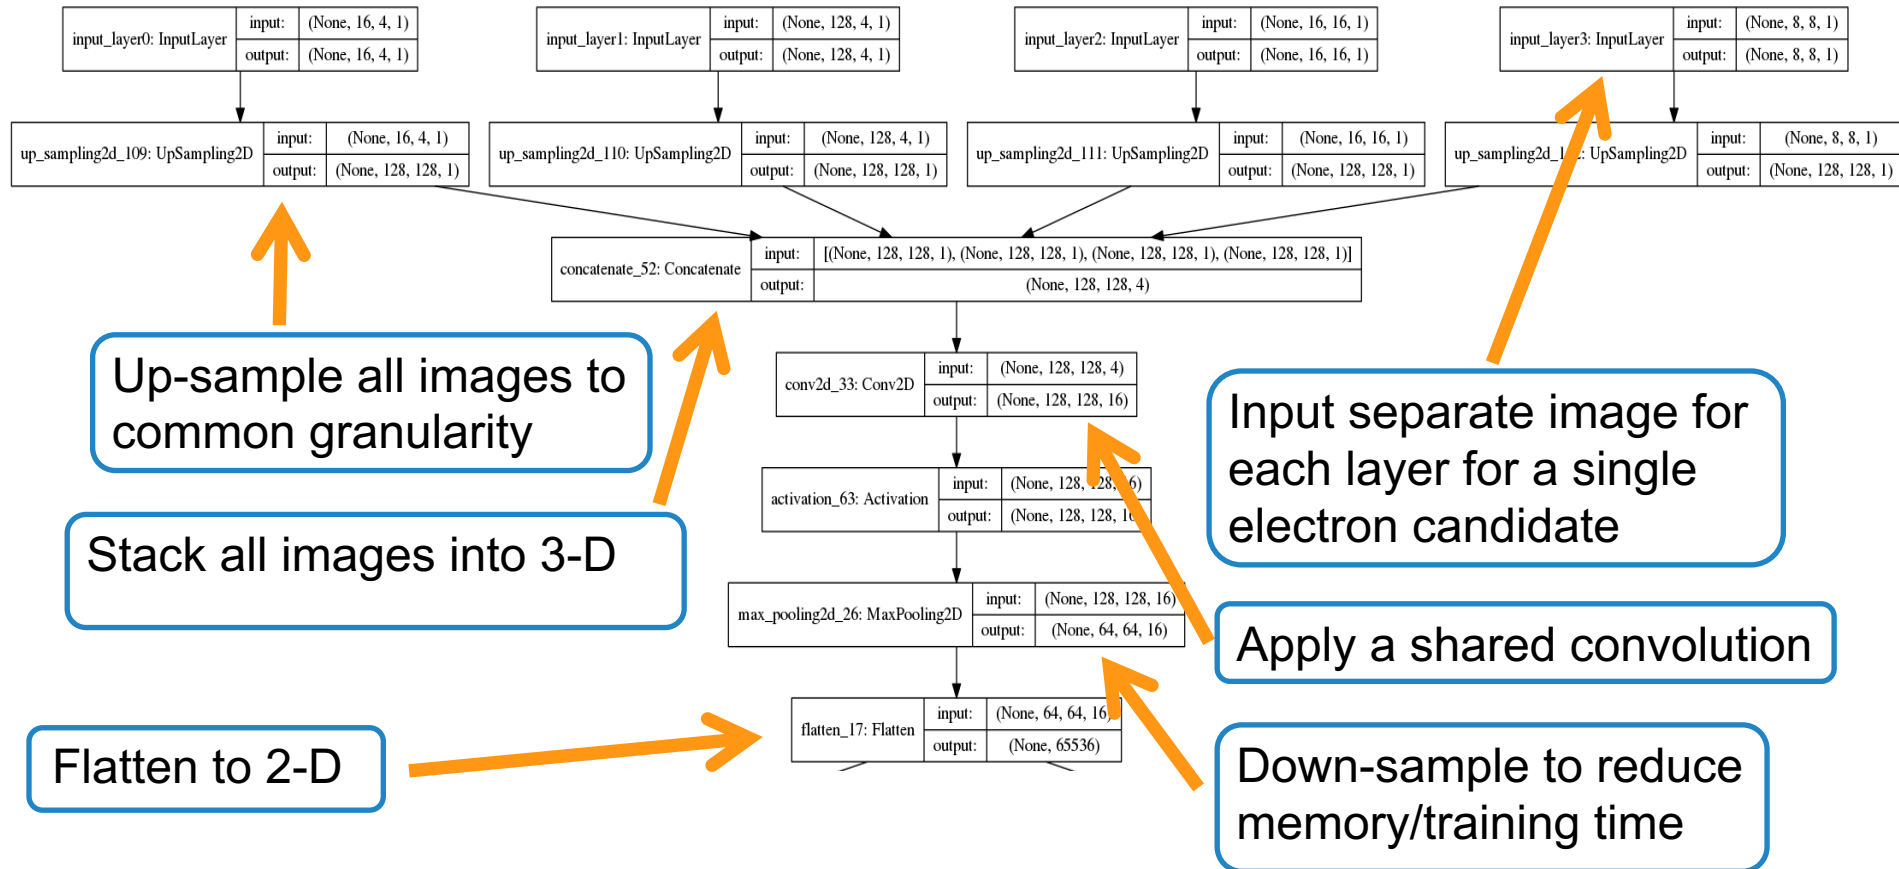 input_layer0: InputLayer
input: (None, 16, 4, 1)
output: (None, 16, 4, 1)
input_layer1: InputLayer
input: (None, 128, 4, 1)
output: (None, 128, 4, 1)
input_layer2: InputLayer
input: (None, 16, 16, 1)
output: (None, 16, 16, 1)
input_layer3: InputLayer
input: (None, 8, 8, 1)
output: (None, 8, 8, 1)
up_sampling2d_109: UpSampling2D
input: (None, 16, 4, 1)
output: (None, 128, 128, 1)
up_sampling2d_110: UpSampling2D
input: (None, 128, 4, 1)
output: (None, 128, 128, 1)
up_sampling2d_111: UpSampling2D
input: (None, 16, 16, 1)
output: (None, 128, 128, 1)
UpSampling2D
input: (None, 8, 8, 1)
output: (None, 128, 128, 1)
concatenate_52: Concatenate
input: [(None, 128, 128, 1), (None, 128, 128, 1), (None, 128, 128, 1), (None, 128, 128, 1)]
output: (None, 128, 128, 4)
Up-sample all images to
common granularity
conv2d_33: Conv2D
input: (None, 128, 128, 4)
output: (None, 128, 128, 16)
Input separate image for
each layer for a single
electron candidate
activation_63: Activation
input: (None, 128, 128, 16)
output: (None, 128, 128, 16)
Stack all images into 3-D
max_pooling2d_26: MaxPooling2D
input: (None, 128, 128, 16)
output: (None, 64, 64, 16)
Apply a shared convolution
flatten_17: Flatten
input: (None, 64, 64, 16)
output: (None, 65536)
Flatten to 2-D
Down-sample to reduce
memory/training time